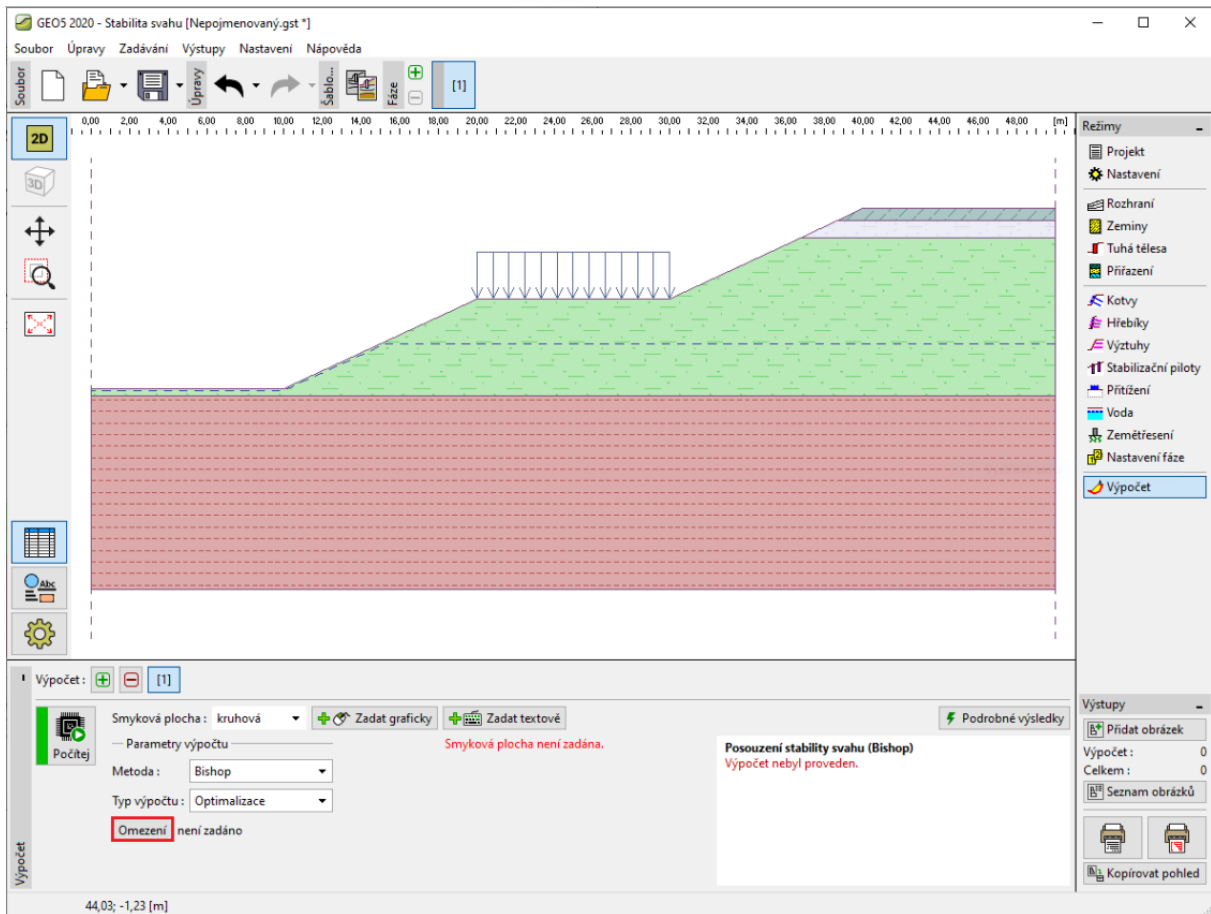 GEO5 2020 - Stabilita svahu [Nepojmenovaný.gst *]
Soubor Úpravy Zadávání Výstupy Nastavení Nápověda
Soubor
Úpravy
Šablo...
Fáze
[1]
2D
3D
0,00 2,00 4,00 6,00 8,00 10,00 12,00 14,00 16,00 18,00 20,00 22,00 24,00 26,00 28,00 30,00 32,00 34,00 36,00 38,00 40,00 42,00 44,00 46,00 48,00 [m]
Režimy
Projekt
Nastavení
Rozhraní
Zeminy
Tuhá tělesa
Přiřazení
Kotvy
Hřebíky
Výztuhy
Stabilizační piloty
Přitížení
Voda
Zemětřesení
Nastavení fáze
Výpočet
Abc
Výpočet : [1]
Počítej
Smyková plocha : kruhová Zadat graficky Zadat textově Podrobné výsledky
Parametry výpočtu
Smyková plocha není zadána.
Metoda : Bishop
Typ výpočtu : Optimalizace
Omezení není zadáno
Posouzení stability svahu (Bishop)
Výpočet nebyl proveden.
Výpočet
Výstupy
Přidat obrázek
Výpočet : 0
Celkem : 0
Seznam obrázků
Kopírovat pohled
44,03; -1,23 [m]